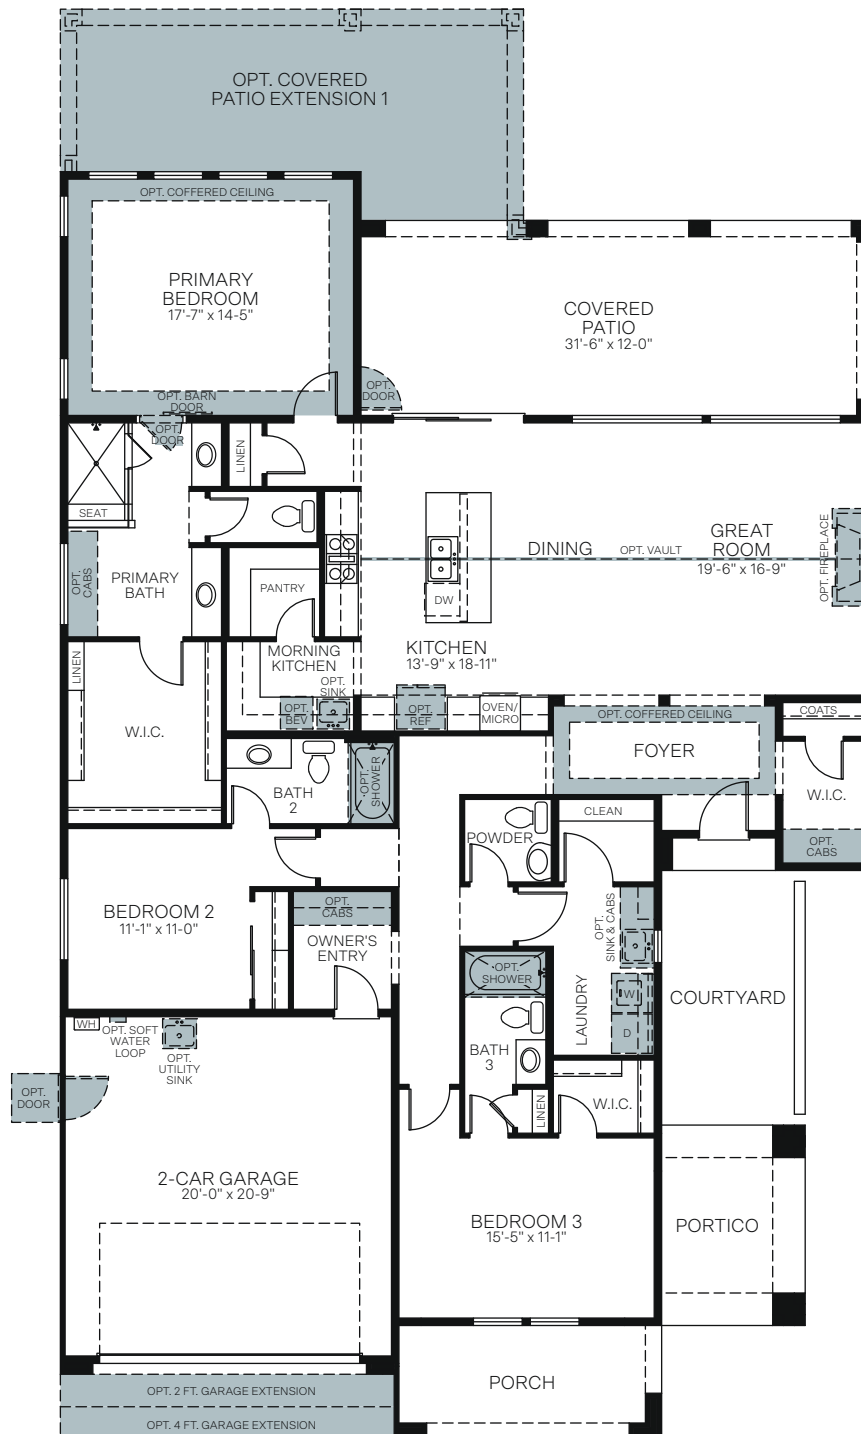 OPT. COVERED
PATIO EXTENSION 1
OPT. COFFERED CEILING
PRIMARY
BEDROOM
17'-7" x 14-5"
COVERED
PATIO
31'-6" x 12-0"
OPT. BARN
DOOR
OPT.
DOOR
OPT.
DOOR
LINEN
SEAT
OPT.
CABS
PRIMARY
BATH
PANTRY
DW
DINING
OPT. VAULT
GREAT
ROOM
19'-6" x 16-9"
OPT. FIREPLACE
KITCHEN
13'-9" x 18-11"
MORNING
KITCHEN
OPT.
SINK
OPT.
BEV
OPT.
REF
OVEN/
MICRO
LINEN
W.I.C.
OPT. COFFERED CEILING
FOYER
COATS
W.I.C.
OPT.
CABS
BATH
2
OPT.
SHOWER
POWDER
CLEAN
BEDROOM 2
11'-1" x 11-0"
OPT.
CABS
OWNER'S
ENTRY
OPT.
SINK & CABS
OPT.
SHOWER
LAUNDRY
W
D
COURTYARD
WH
OPT. SOFT
WATER
LOOP
OPT.
UTILITY
SINK
BATH
3
OPT.
DOOR
LINEN
W.I.C.
2-CAR GARAGE
20'-0" x 20-9"
BEDROOM 3
15'-5" x 11-1"
PORTICO
PORCH
OPT. 2 FT. GARAGE EXTENSION
OPT. 4 FT. GARAGE EXTENSION